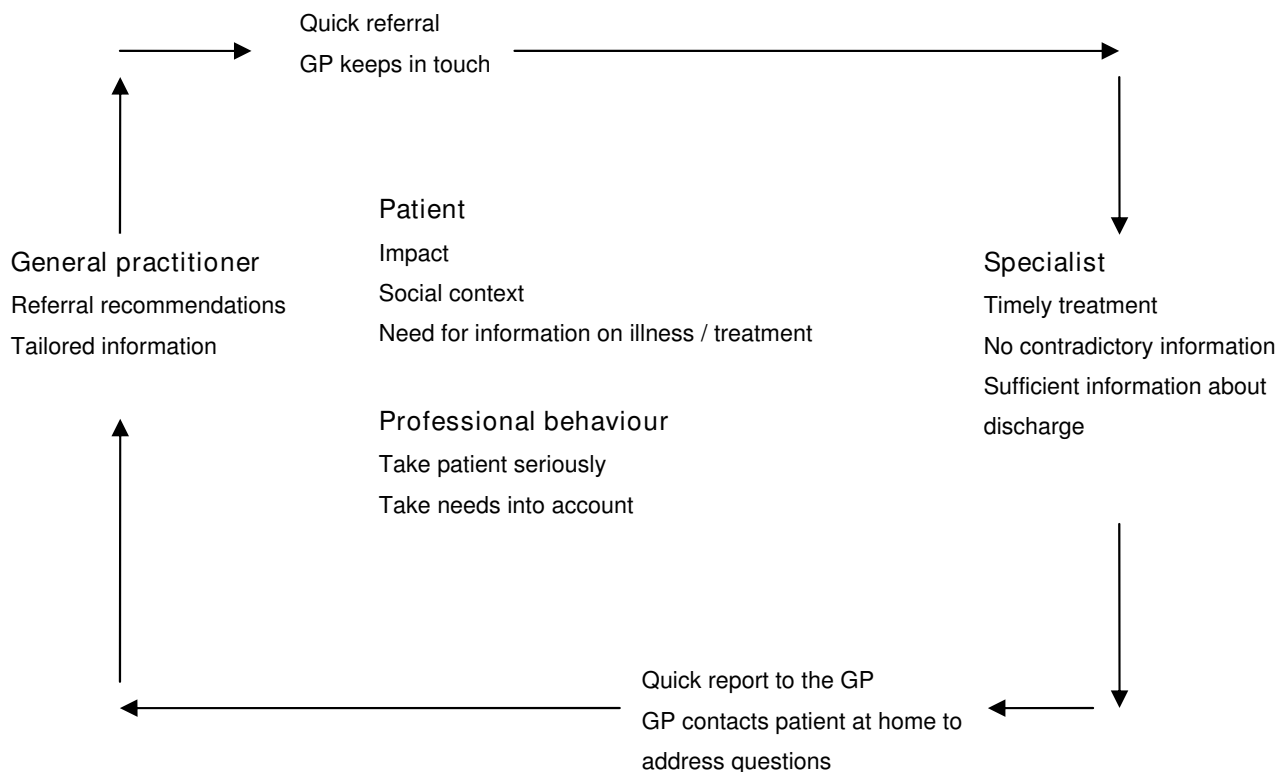 Quick referral
GP keeps in touch
Patient
Impact
Social context
Need for information on illness / treatment
General practitioner
Referral recommendations
Tailored information
Specialist
Timely treatment
No contradictory information
Sufficient information about
discharge
Professional behaviour
Take patient seriously
Take needs into account
Quick report to the GP
GP contacts patient at home to
address questions